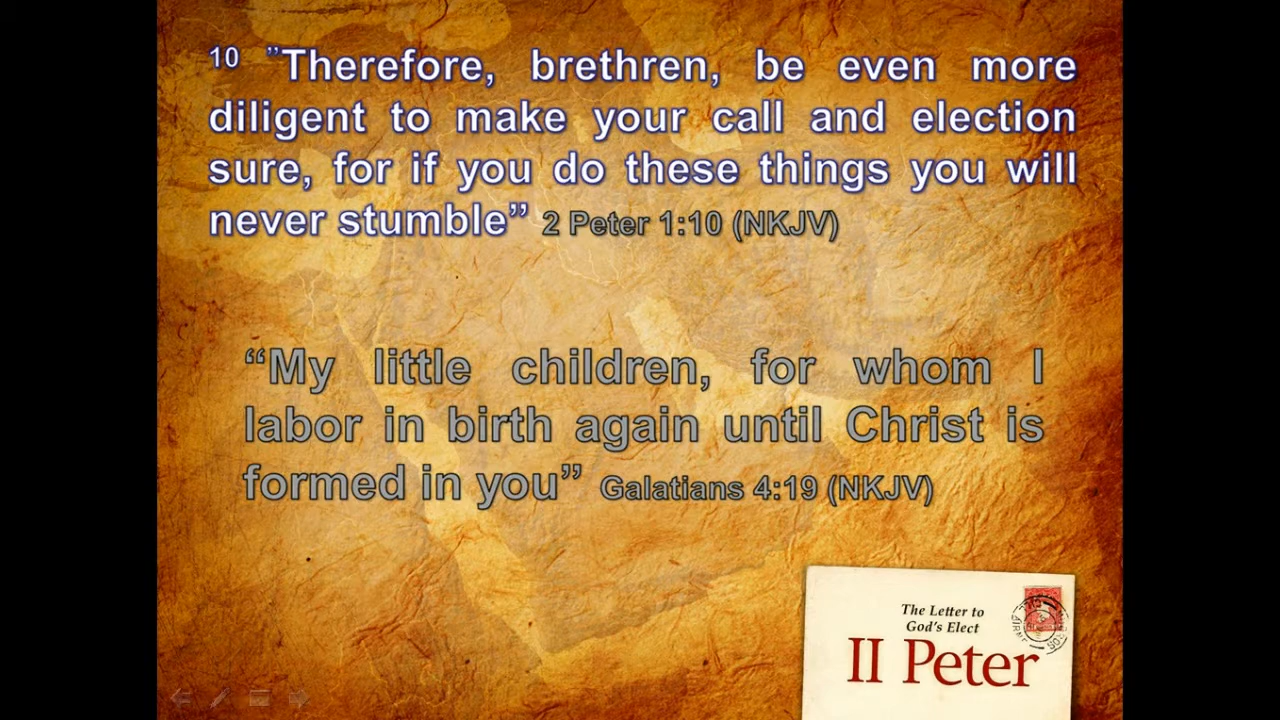 10 ”Therefore, brethren, be even more
diligent to make your call and election
sure, for if you do these things you will
never stumble” 2 Peter 1:10 (NKJV)
“My little children, for whom I
labor in birth again until Christ is
formed in you” Galatians 4:19 (NKJV)
The Letter to
God's Elect
II Peter